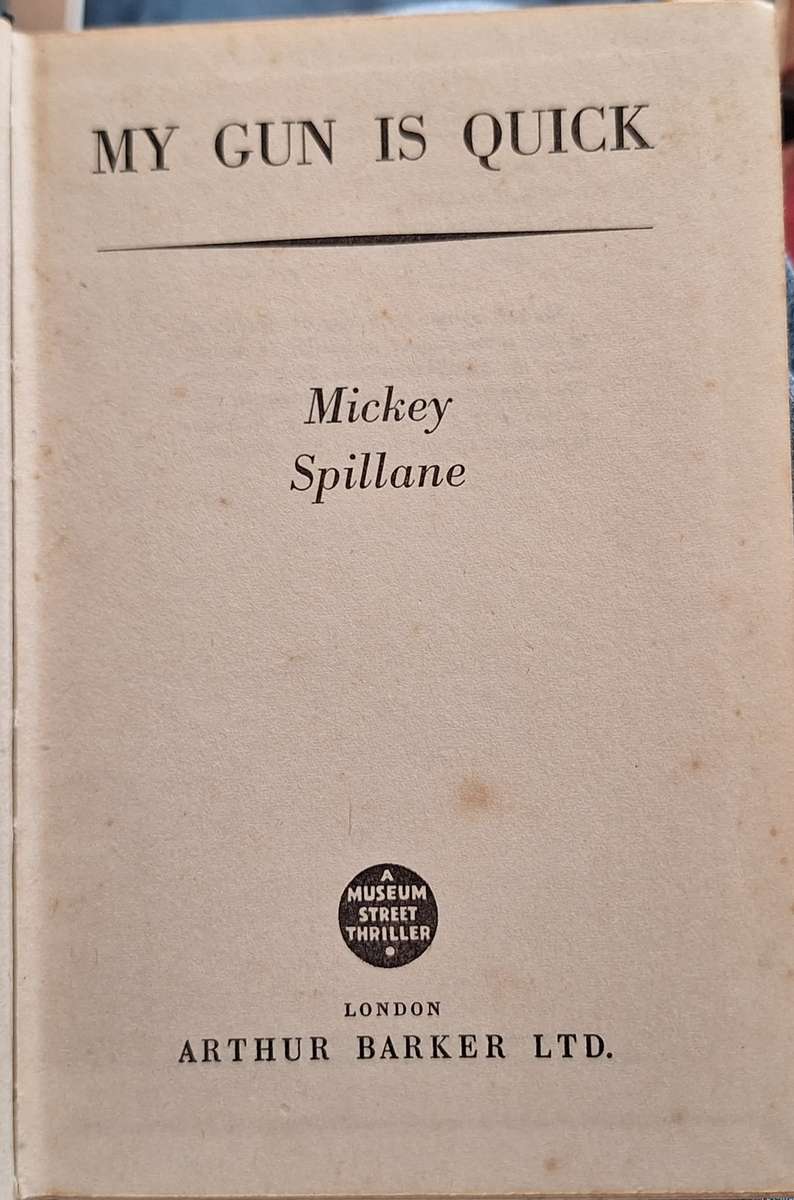 MY GUN IS QUICK
Mickey
Spillane
A
MUSEUM
STREET
THRILLER
LONDON
ARTHUR BARKER LTD.